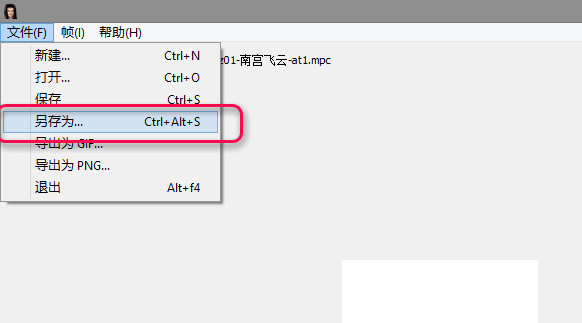 文件(F) 帧(I) 帮助(H)
新建... Ctrl+N
z01-南宫飞云-at1.mpc
打开... Ctrl+O
保存 Ctrl+S
另存为... Ctrl+Alt+S
导出为 GIF...
导出为 PNG...
退出 Alt+f4